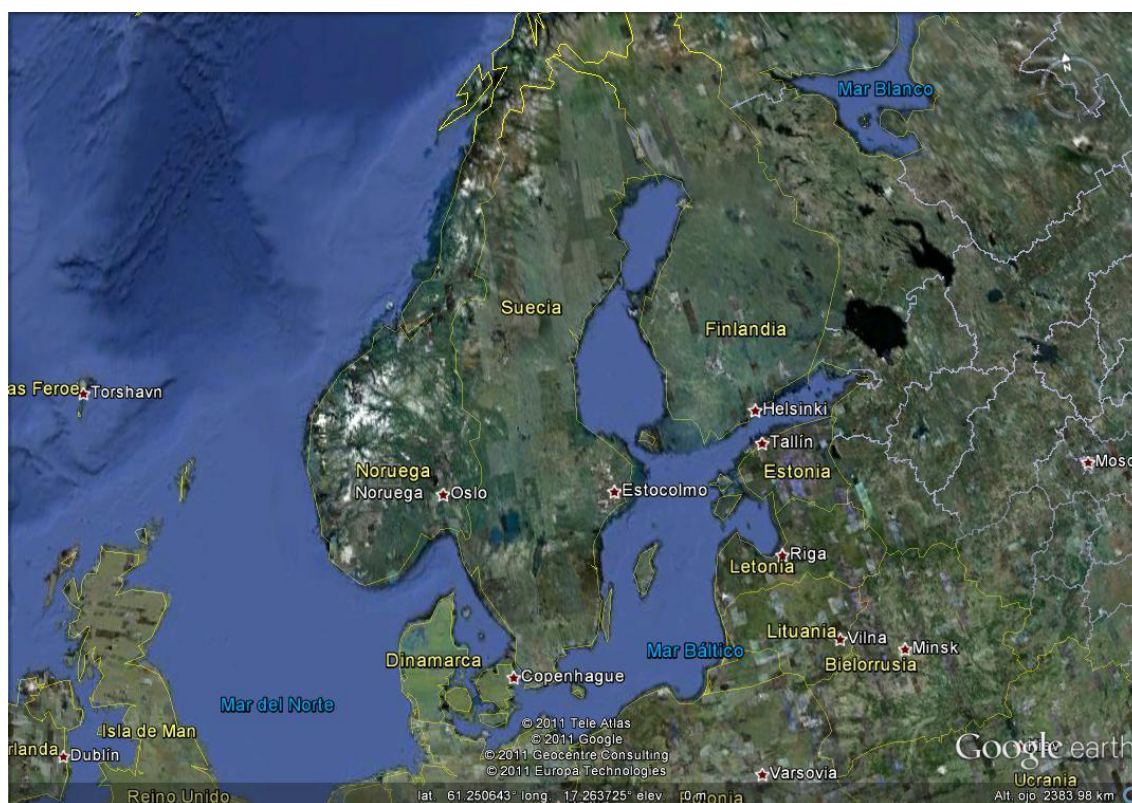 Mar Blanco
N
Suecia
Finlandia
as Feroe
Torshavn
Helsinki
Tallín
Mosc
Noruega
Estonia
Noruega
Oslo
Estocolmo
Riga
Letonia
Lituania
Vilna
Minsk
Mar Báltico
Bielorrusia
Dinamarca
Copenhague
Mar del Norte
Isla de Man
© 2011 Tele Atlas
© 2011 Google
© 2011 Geocentre Consulting
© 2011 Europa Technologies
Google earth
rlanda
Dublín
Varsovia
Ucrania
Reino Unido
lat. 61.250643° long. 17.263725° elev. 0 m
Alt. ojo 2383.98 km